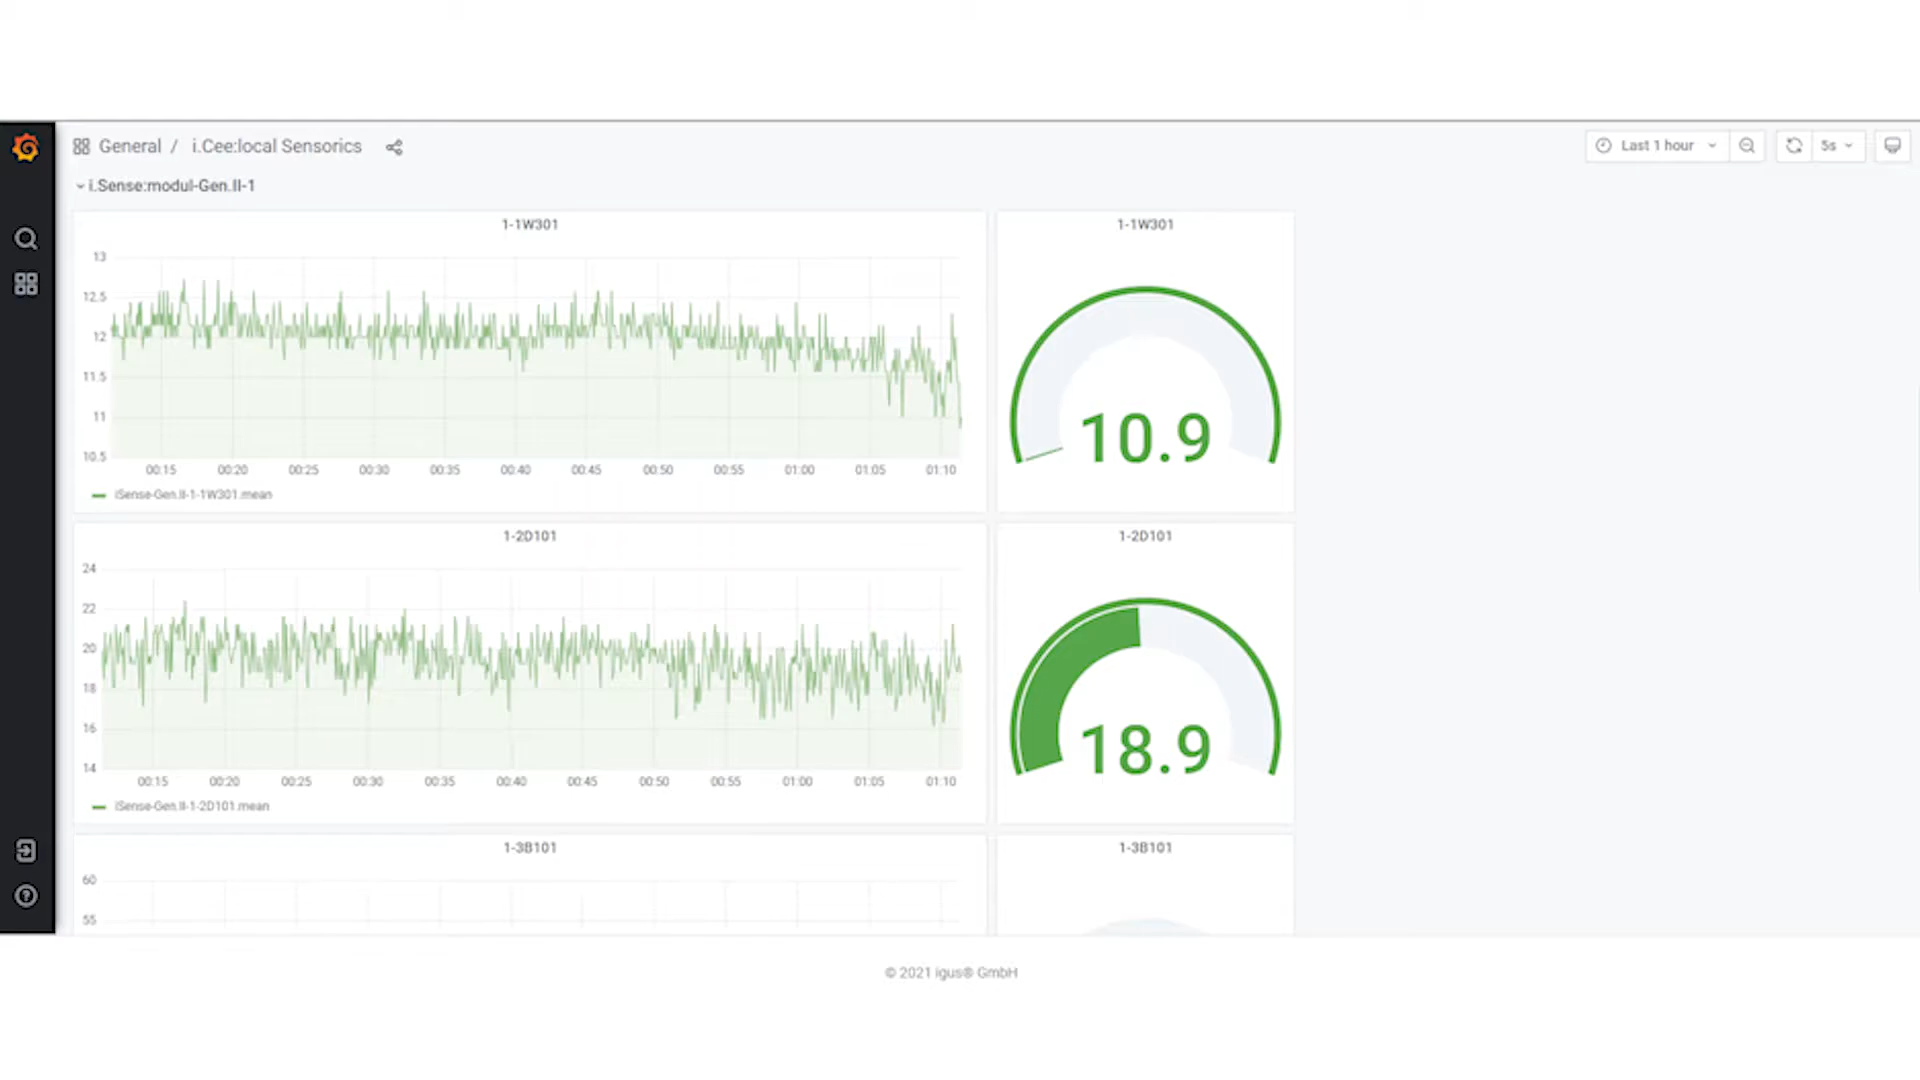 General / i.Cee:local Sensorics
Last 1 hour
5s
i.Sense:modul-Gen.II-1
1-1W301
13
12.5
12
11.5
11
10.5
00:15 00:20 00:25 00:30 00:35 00:40 00:45 00:50 00:55 01:00 01:05 01:10
iSense-Gen.II-1-1W301.mean
1-1W301
10.9
1-2D101
24
22
20
18
16
14
00:15 00:20 00:25 00:30 00:35 00:40 00:45 00:50 00:55 01:00 01:05 01:10
iSense-Gen.II-1-2D101.mean
1-2D101
18.9
1-3B101
60
55
1-3B101
© 2021 igus® GmbH